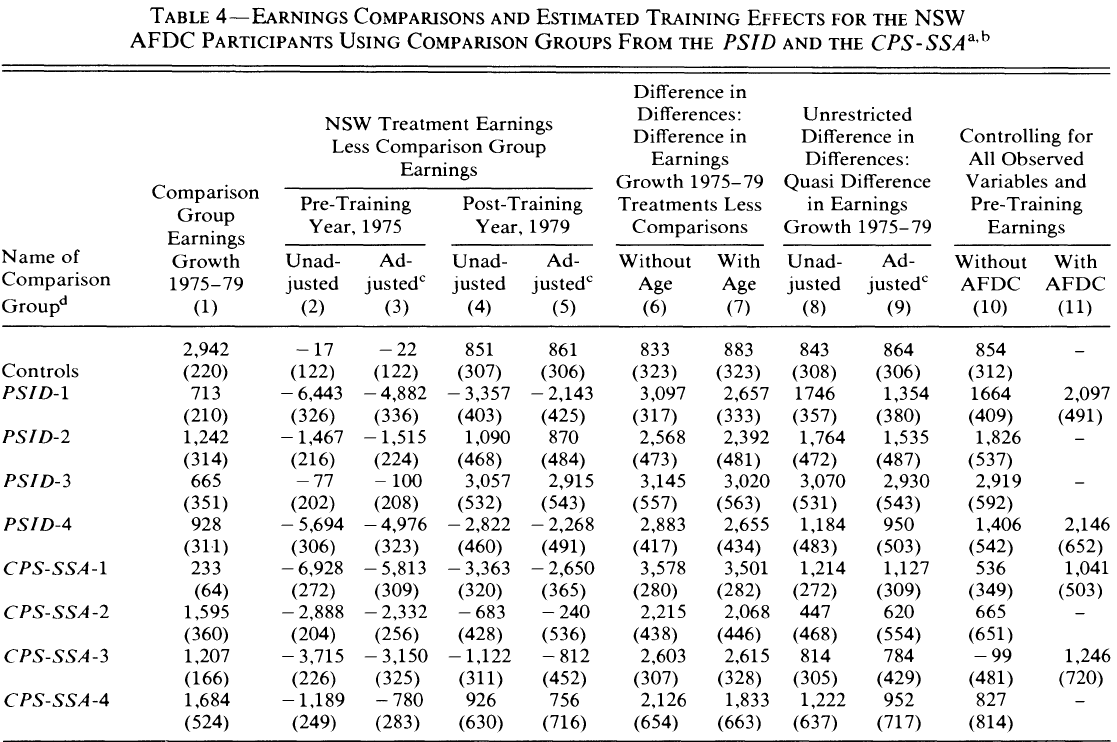 TABLE 4—EARNINGS COMPARISONS AND ESTIMATED TRAINING EFFECTS FOR THE NSW
AFDC PARTICIPANTS USING COMPARISON GROUPS FROM THE PSID AND THE CPS-SSAa,b
Name of Comparison Groupd
Comparison Group Earnings Growth 1975–79 (1)
NSW Treatment Earnings Less Comparison Group Earnings
Pre-Training Year, 1975
Unad-justed (2)
Ad-justedc (3)
Post-Training Year, 1979
Unad-justed (4)
Ad-justedc (5)
Difference in Differences: Difference in Earnings Growth 1975–79 Treatments Less Comparisons
Without Age (6)
With Age (7)
Unrestricted Difference in Differences: Quasi Difference in Earnings Growth 1975–79
Unad-justed (8)
Ad-justedc (9)
Controlling for All Observed Variables and Pre-Training Earnings
Without AFDC (10)
With AFDC (11)
2,942 −17 −22 851 861 833 883 843 864 854 –
Controls (220) (122) (122) (307) (306) (323) (323) (308) (306) (312)
PSID-1 713 −6,443 −4,882 −3,357 −2,143 3,097 2,657 1746 1,354 1664 2,097
(210) (326) (336) (403) (425) (317) (333) (357) (380) (409) (491)
PSID-2 1,242 −1,467 −1,515 1,090 870 2,568 2,392 1,764 1,535 1,826 –
(314) (216) (224) (468) (484) (473) (481) (472) (487) (537)
PSID-3 665 −77 −100 3,057 2,915 3,145 3,020 3,070 2,930 2,919 –
(351) (202) (208) (532) (543) (557) (563) (531) (543) (592)
PSID-4 928 −5,694 −4,976 −2,822 −2,268 2,883 2,655 1,184 950 1,406 2,146
(311) (306) (323) (460) (491) (417) (434) (483) (503) (542) (652)
CPS-SSA-1 233 −6,928 −5,813 −3,363 −2,650 3,578 3,501 1,214 1,127 536 1,041
(64) (272) (309) (320) (365) (280) (282) (272) (309) (349) (503)
CPS-SSA-2 1,595 −2,888 −2,332 −683 −240 2,215 2,068 447 620 665 –
(360) (204) (256) (428) (536) (438) (446) (468) (554) (651)
CPS-SSA-3 1,207 −3,715 −3,150 −1,122 −812 2,603 2,615 814 784 −99 1,246
(166) (226) (325) (311) (452) (307) (328) (305) (429) (481) (720)
CPS-SSA-4 1,684 −1,189 −780 926 756 2,126 1,833 1,222 952 827 –
(524) (249) (283) (630) (716) (654) (663) (637) (717) (814)